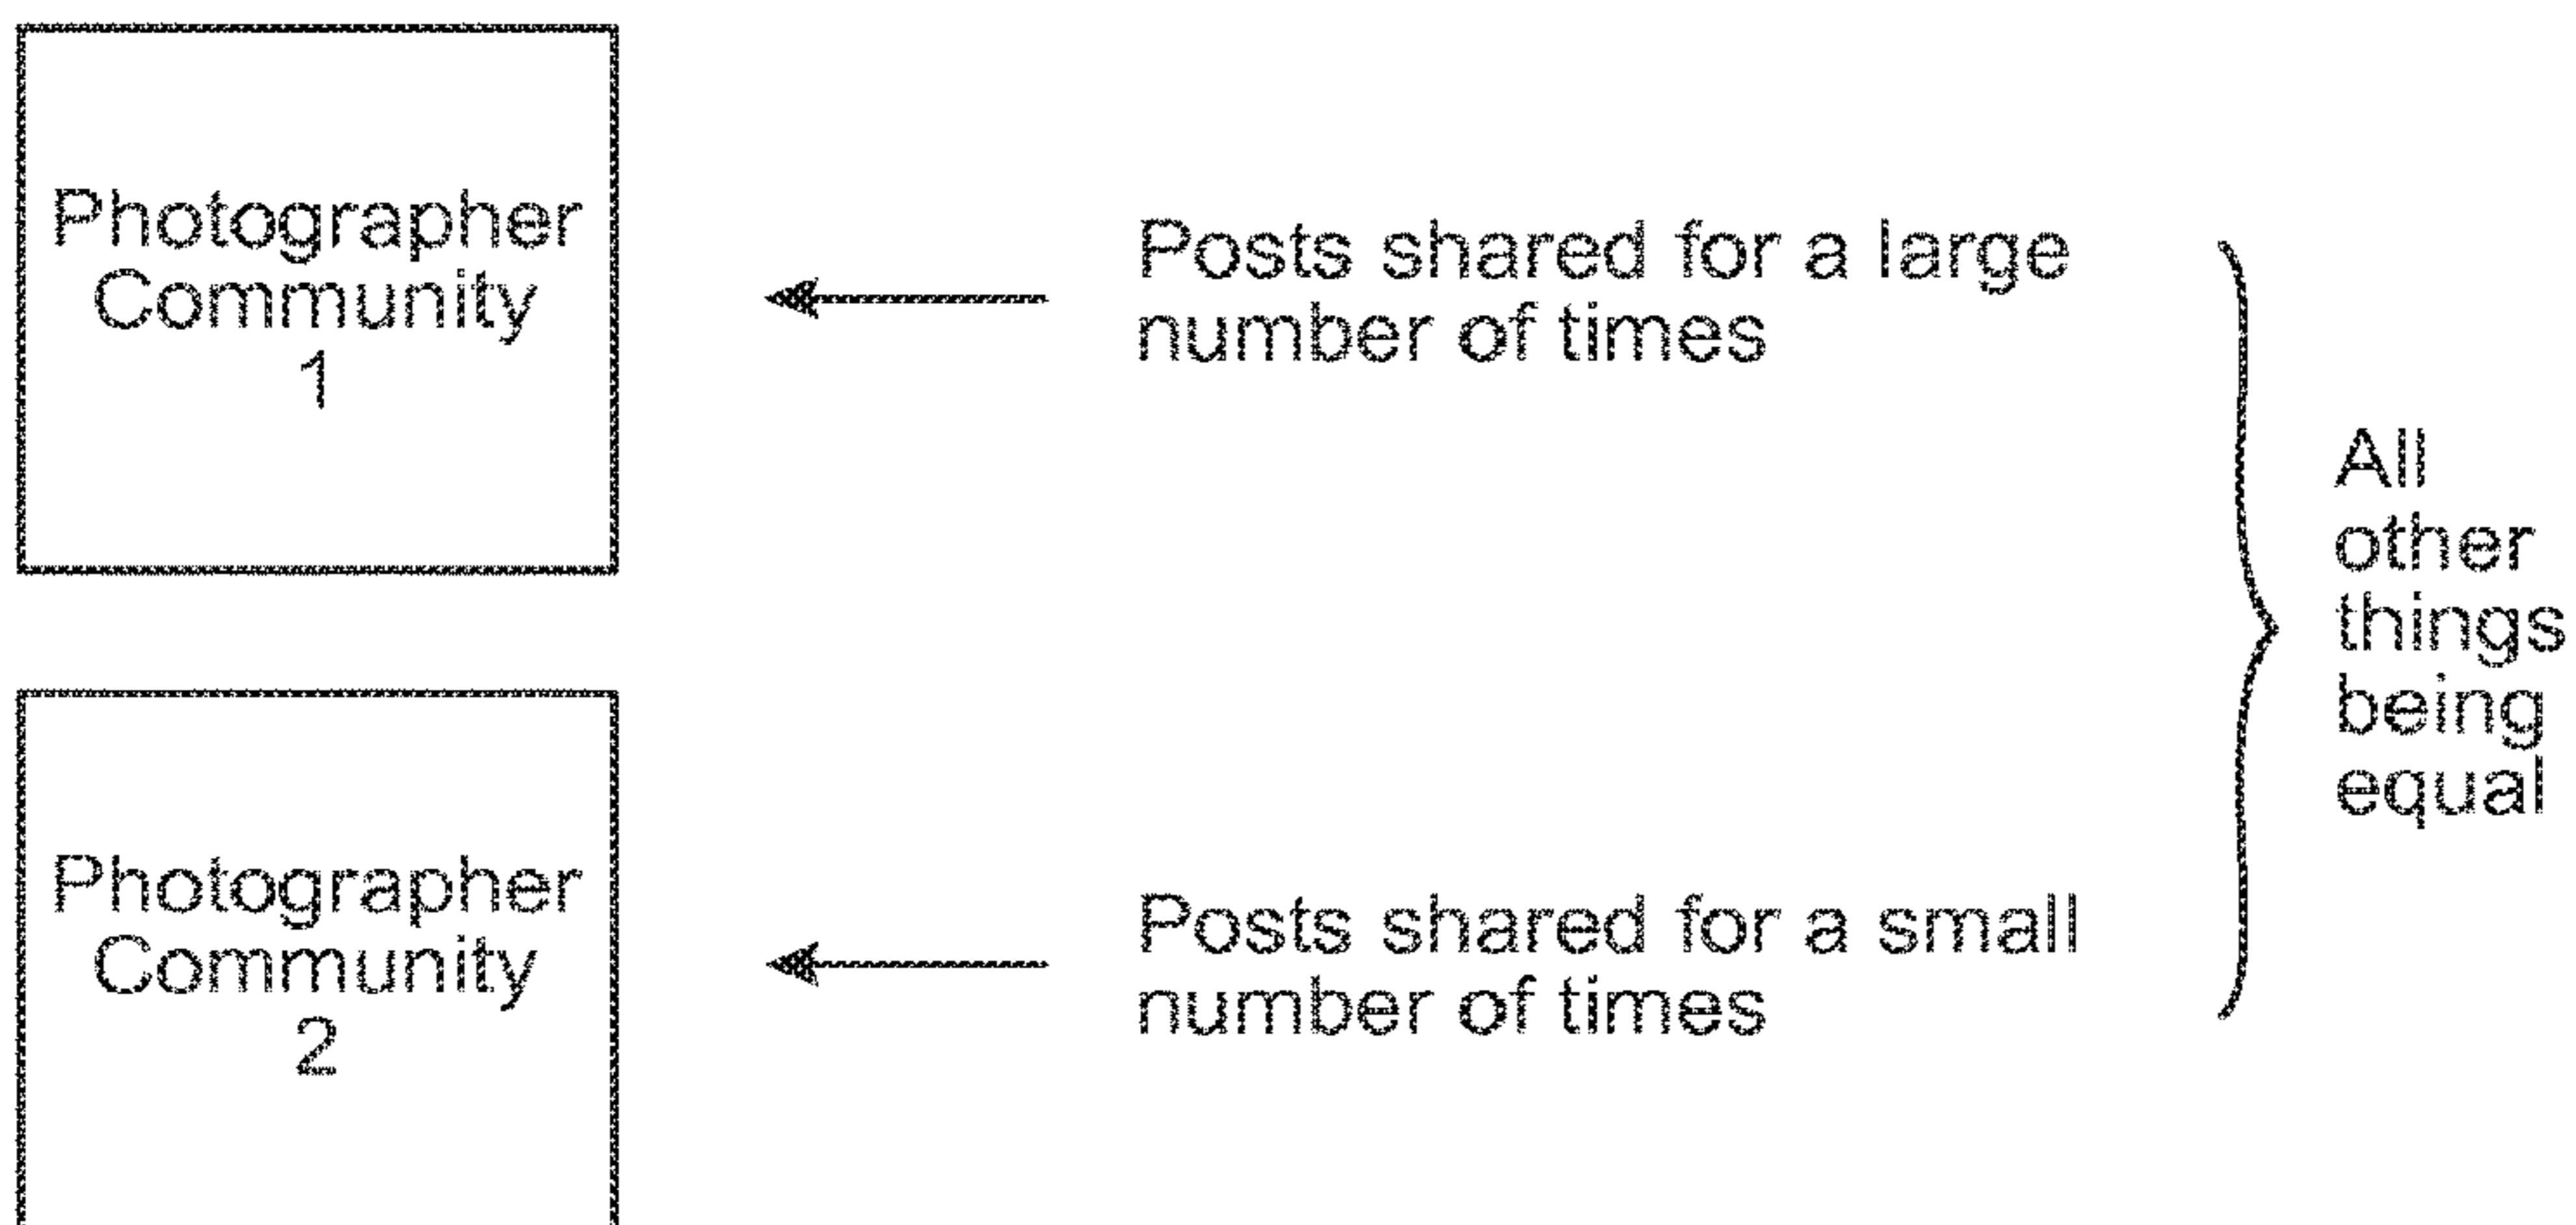 Photographer
Community
1
Posts shared for a large
number of times
All
other
things
being
equal
Photographer
Community
2
Posts shared for a small
number of times